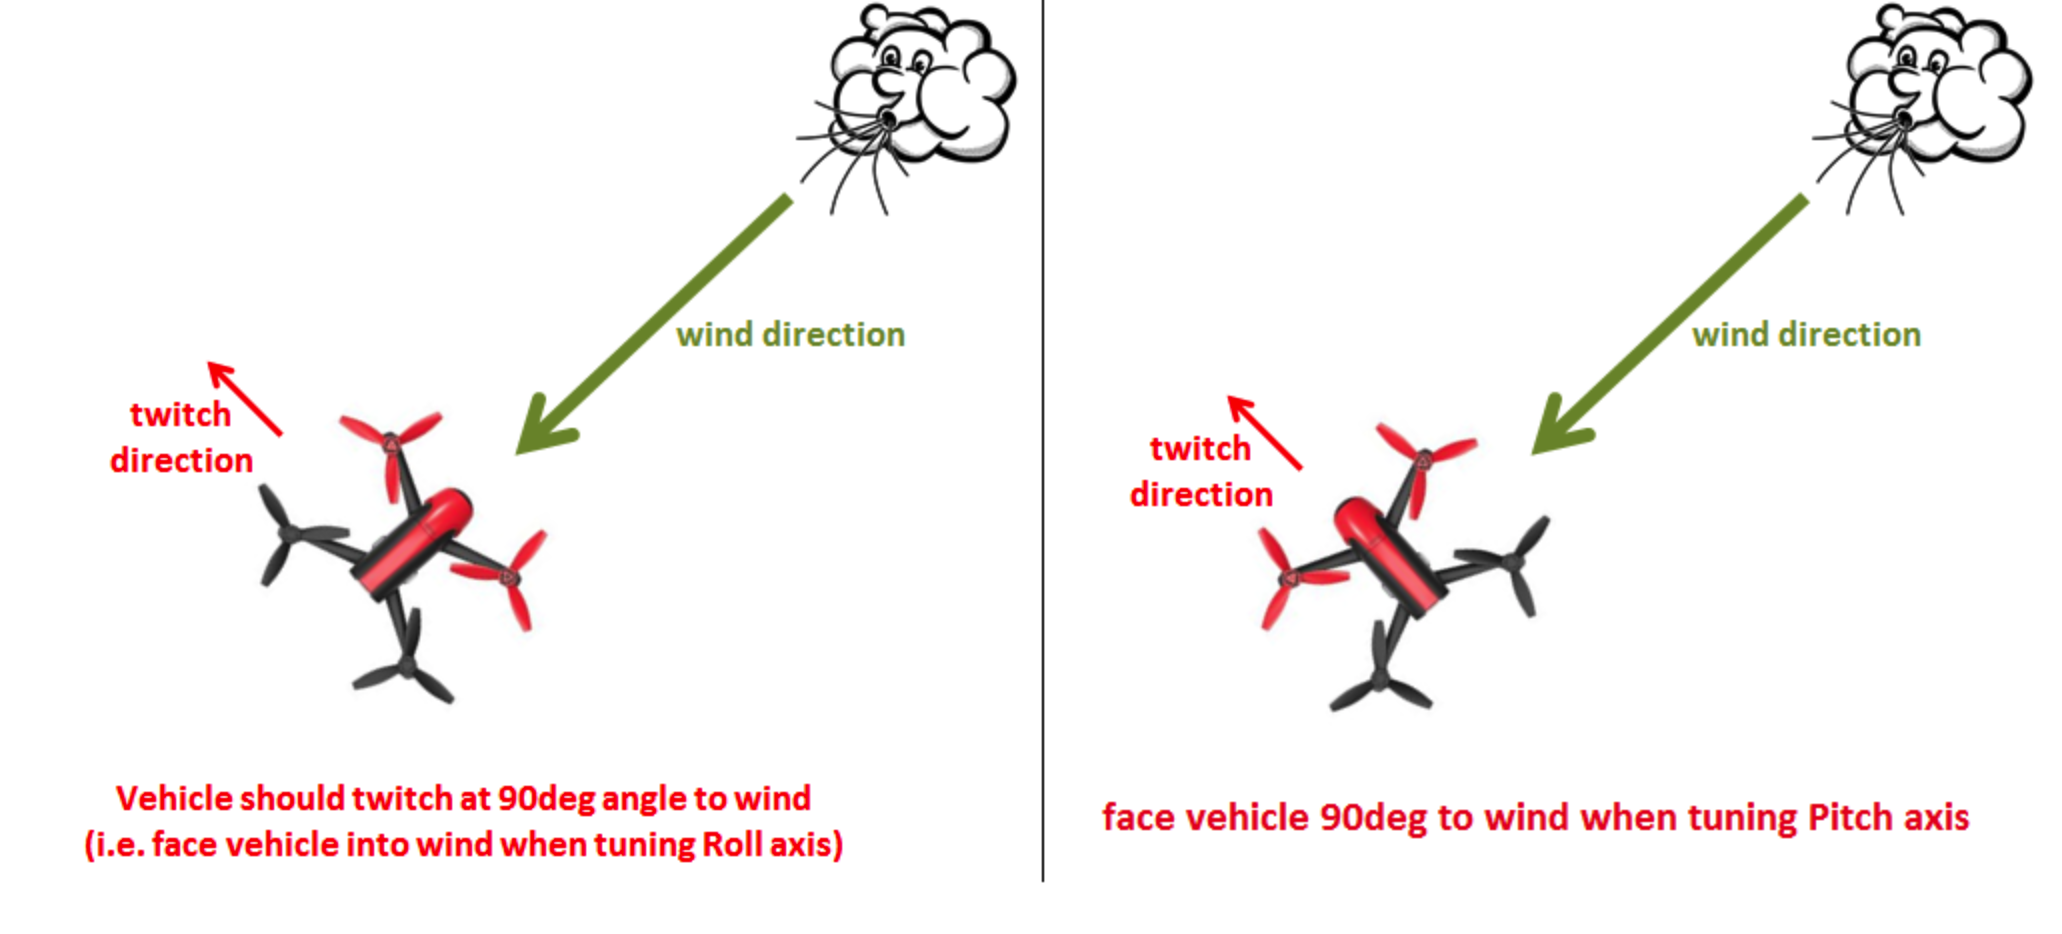 wind direction
twitch
direction
Vehicle should twitch at 90deg angle to wind
(i.e. face vehicle into wind when tuning Roll axis)
wind direction
twitch
direction
face vehicle 90deg to wind when tuning Pitch axis